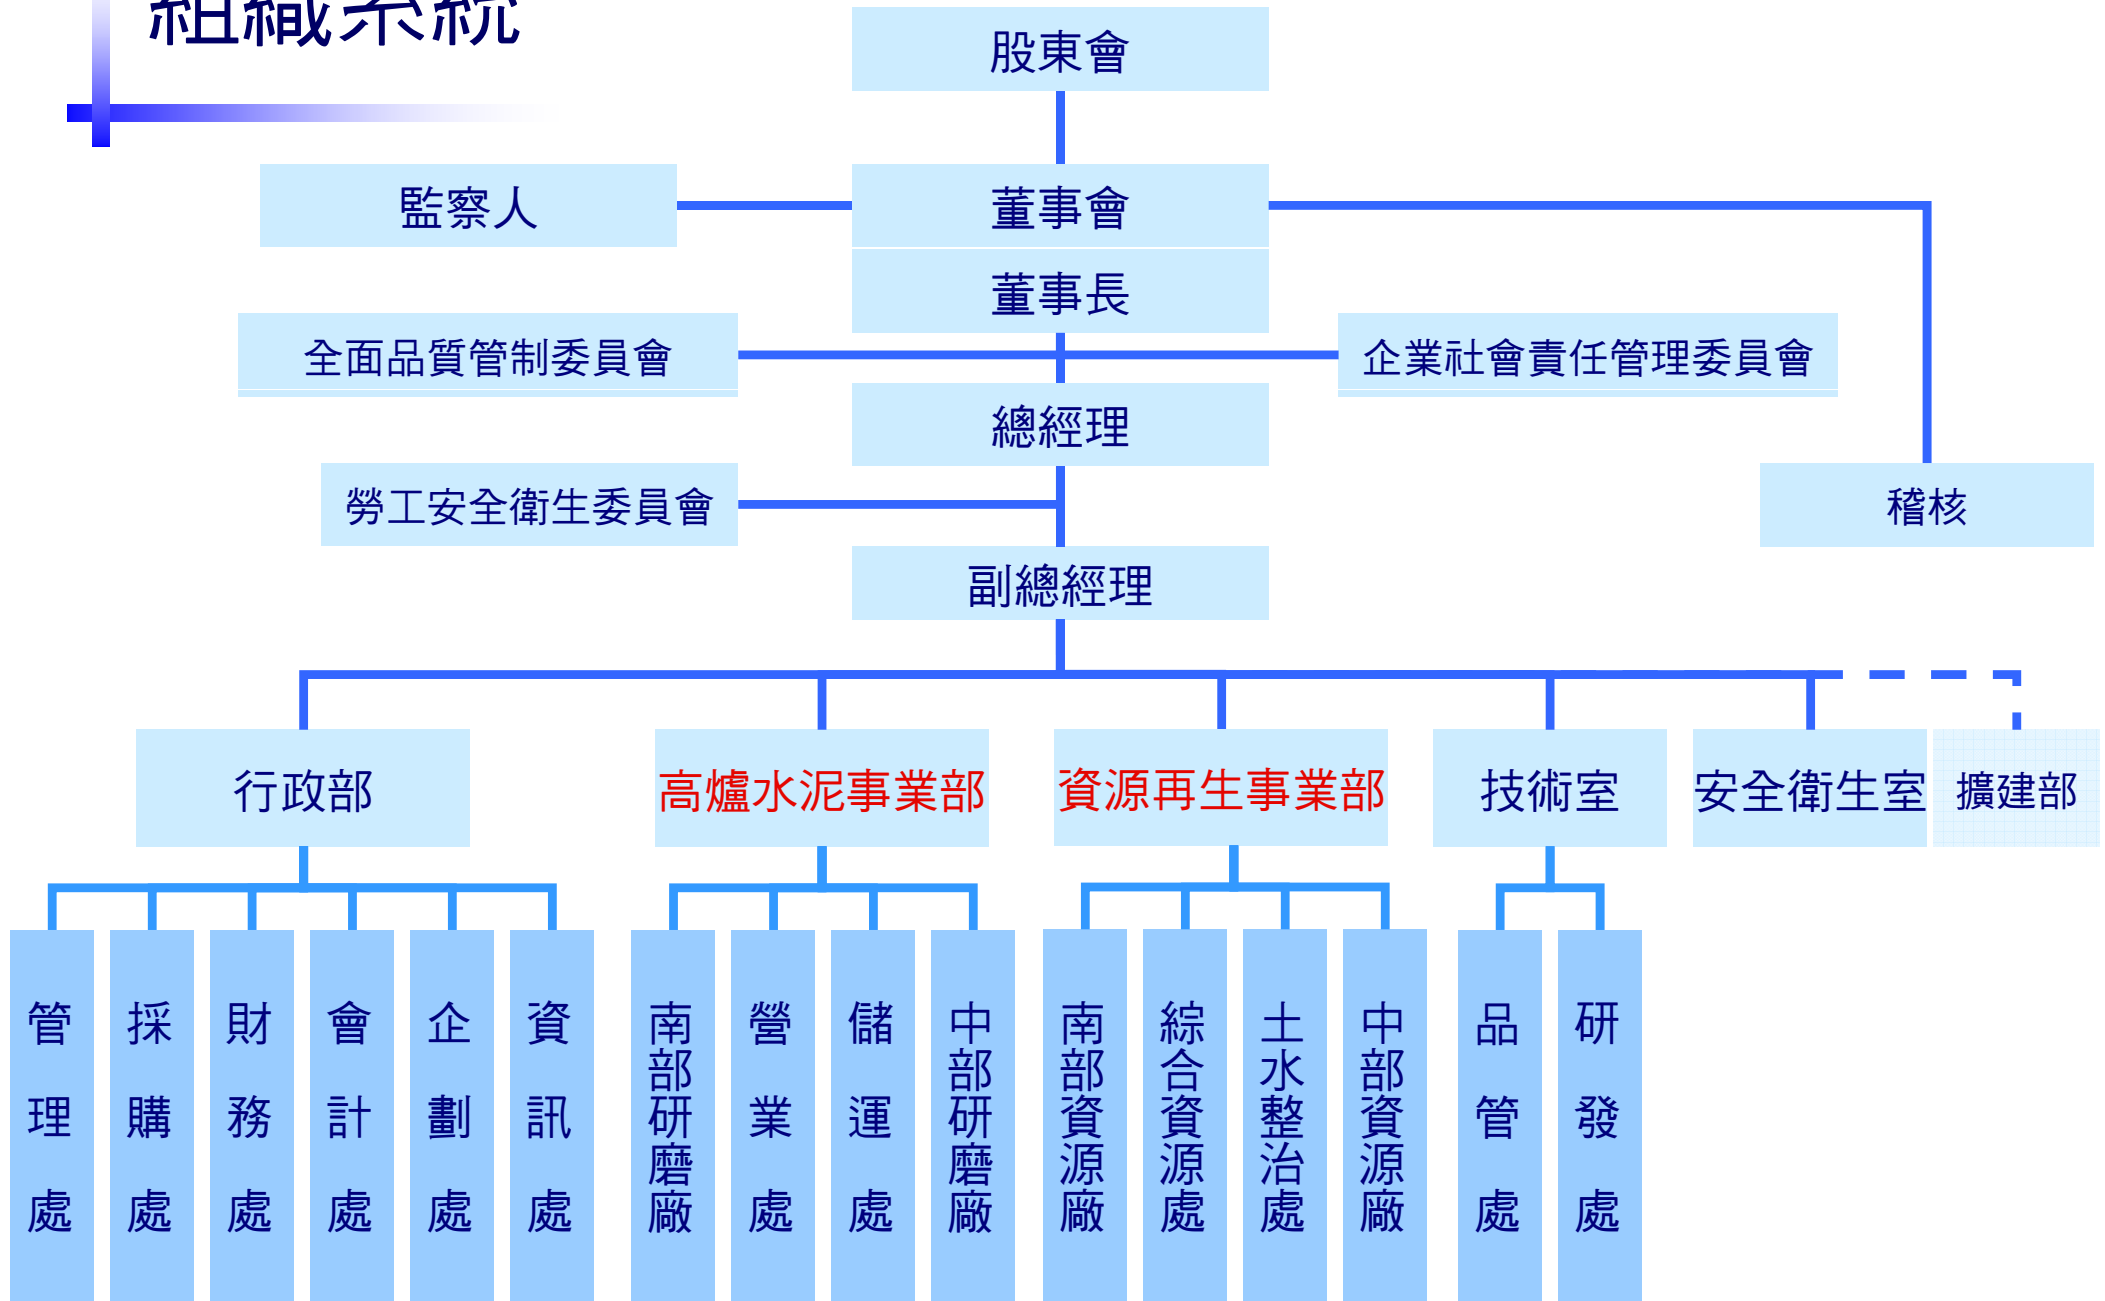 組織系統
股東會
監察人
董事會
董事長
全面品質管制委員會
企業社會責任管理委員會
總經理
勞工安全衛生委員會
稽核
副總經理
行政部
高爐水泥事業部
資源再生事業部
技術室
安全衛生室
擴建部
管理處
採購處
財務處
會計處
企劃處
資訊處
南部研磨廠
營業處
儲運處
中部研磨廠
南部資源廠
綜合資源處
土水整治處
中部資源廠
品管處
研發處